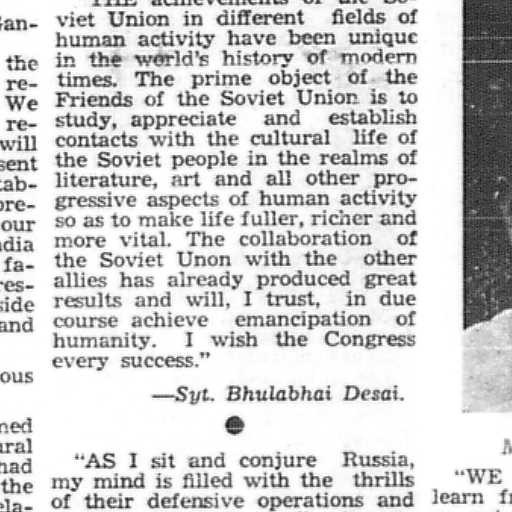 Gan-
the
re-
We
re-
will
sent
tab-
pre-
our
ndia
fa-
res-
side
and
ous
ned
ural
had
the
ela-
THE achievements of the So-
viet Union in different fields of
human activity have been unique
in the world's history of modern
times. The prime object of the
Friends of the Soviet Union is to
study, appreciate and establish
contacts with the cultural life of
the Soviet people in the realms of
literature, art and all other pro-
gressive aspects of human activity
so as to make life fuller, richer and
more vital. The collaboration of
the Soviet Unon with the other
allies has already produced great
results and will, I trust, in due
course achieve emancipation of
humanity. I wish the Congress
every success."
—Syt. Bhulabhai Desai.
"AS I sit and conjure Russia,
my mind is filled with the thrills
of their defensive operations and
"WE
learn